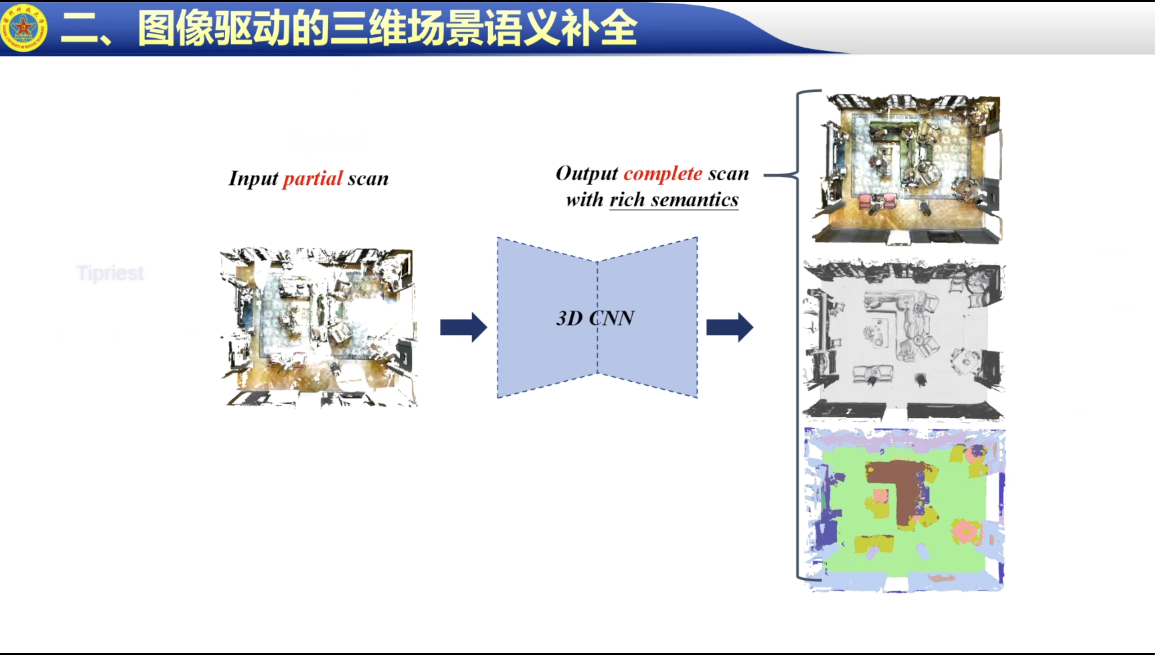 二、图像驱动的三维场景语义补全
Input partial scan
Output complete scan
with rich semantics
3D CNN
Tipriest